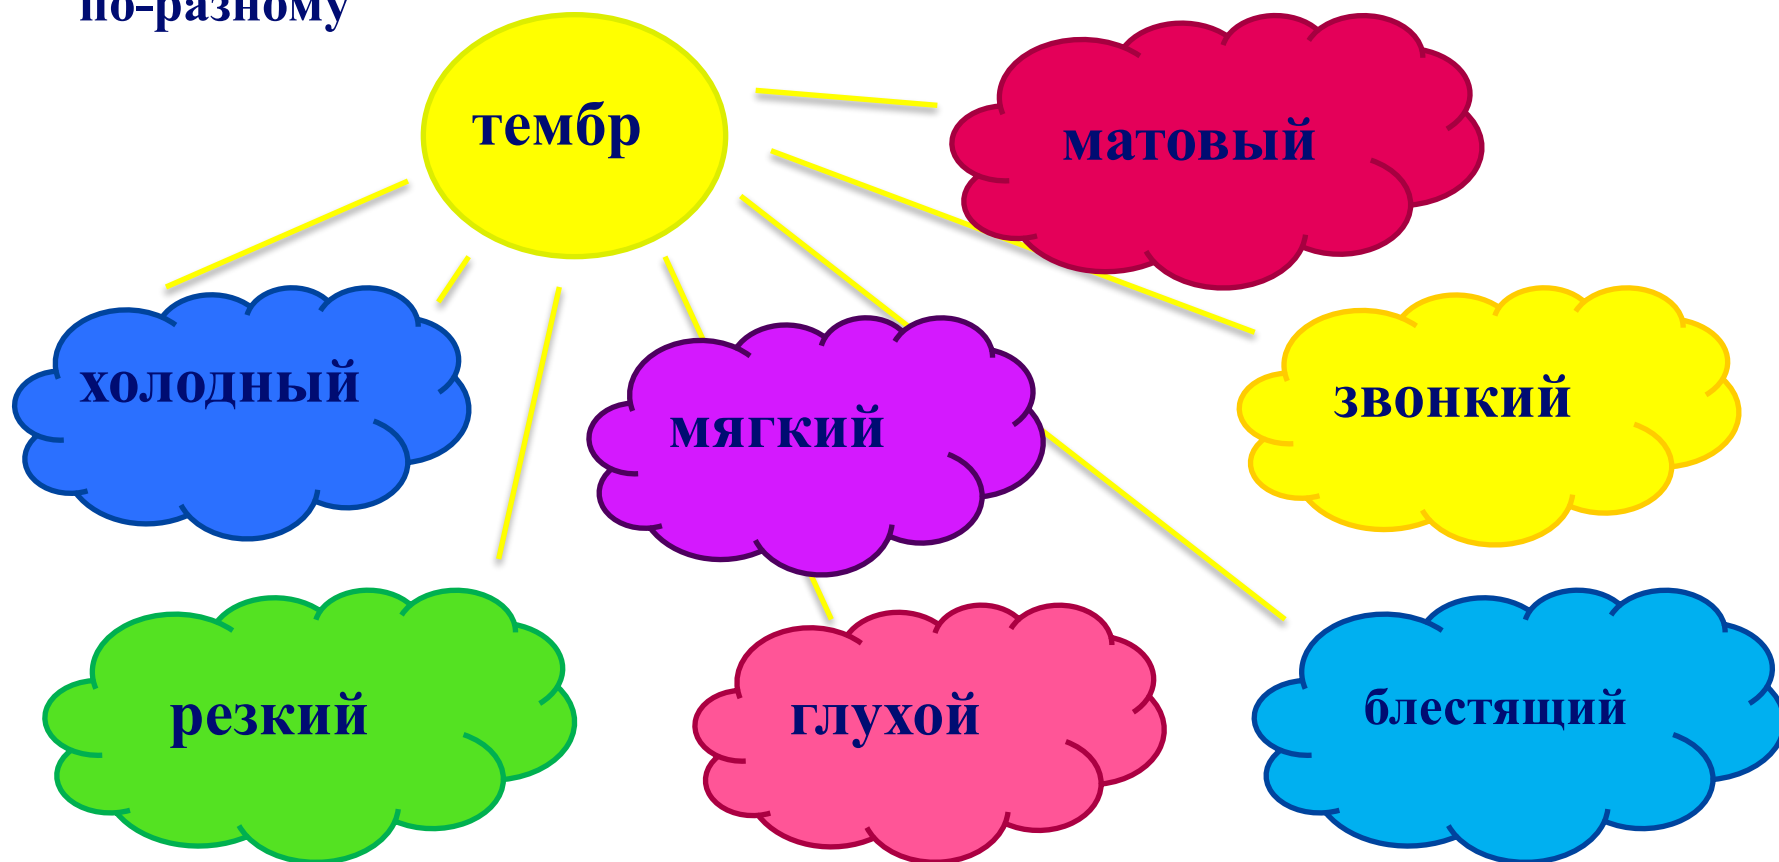 по-разному
тембр
матовый
холодный
мягкий
звонкий
резкий
глухой
блестящий